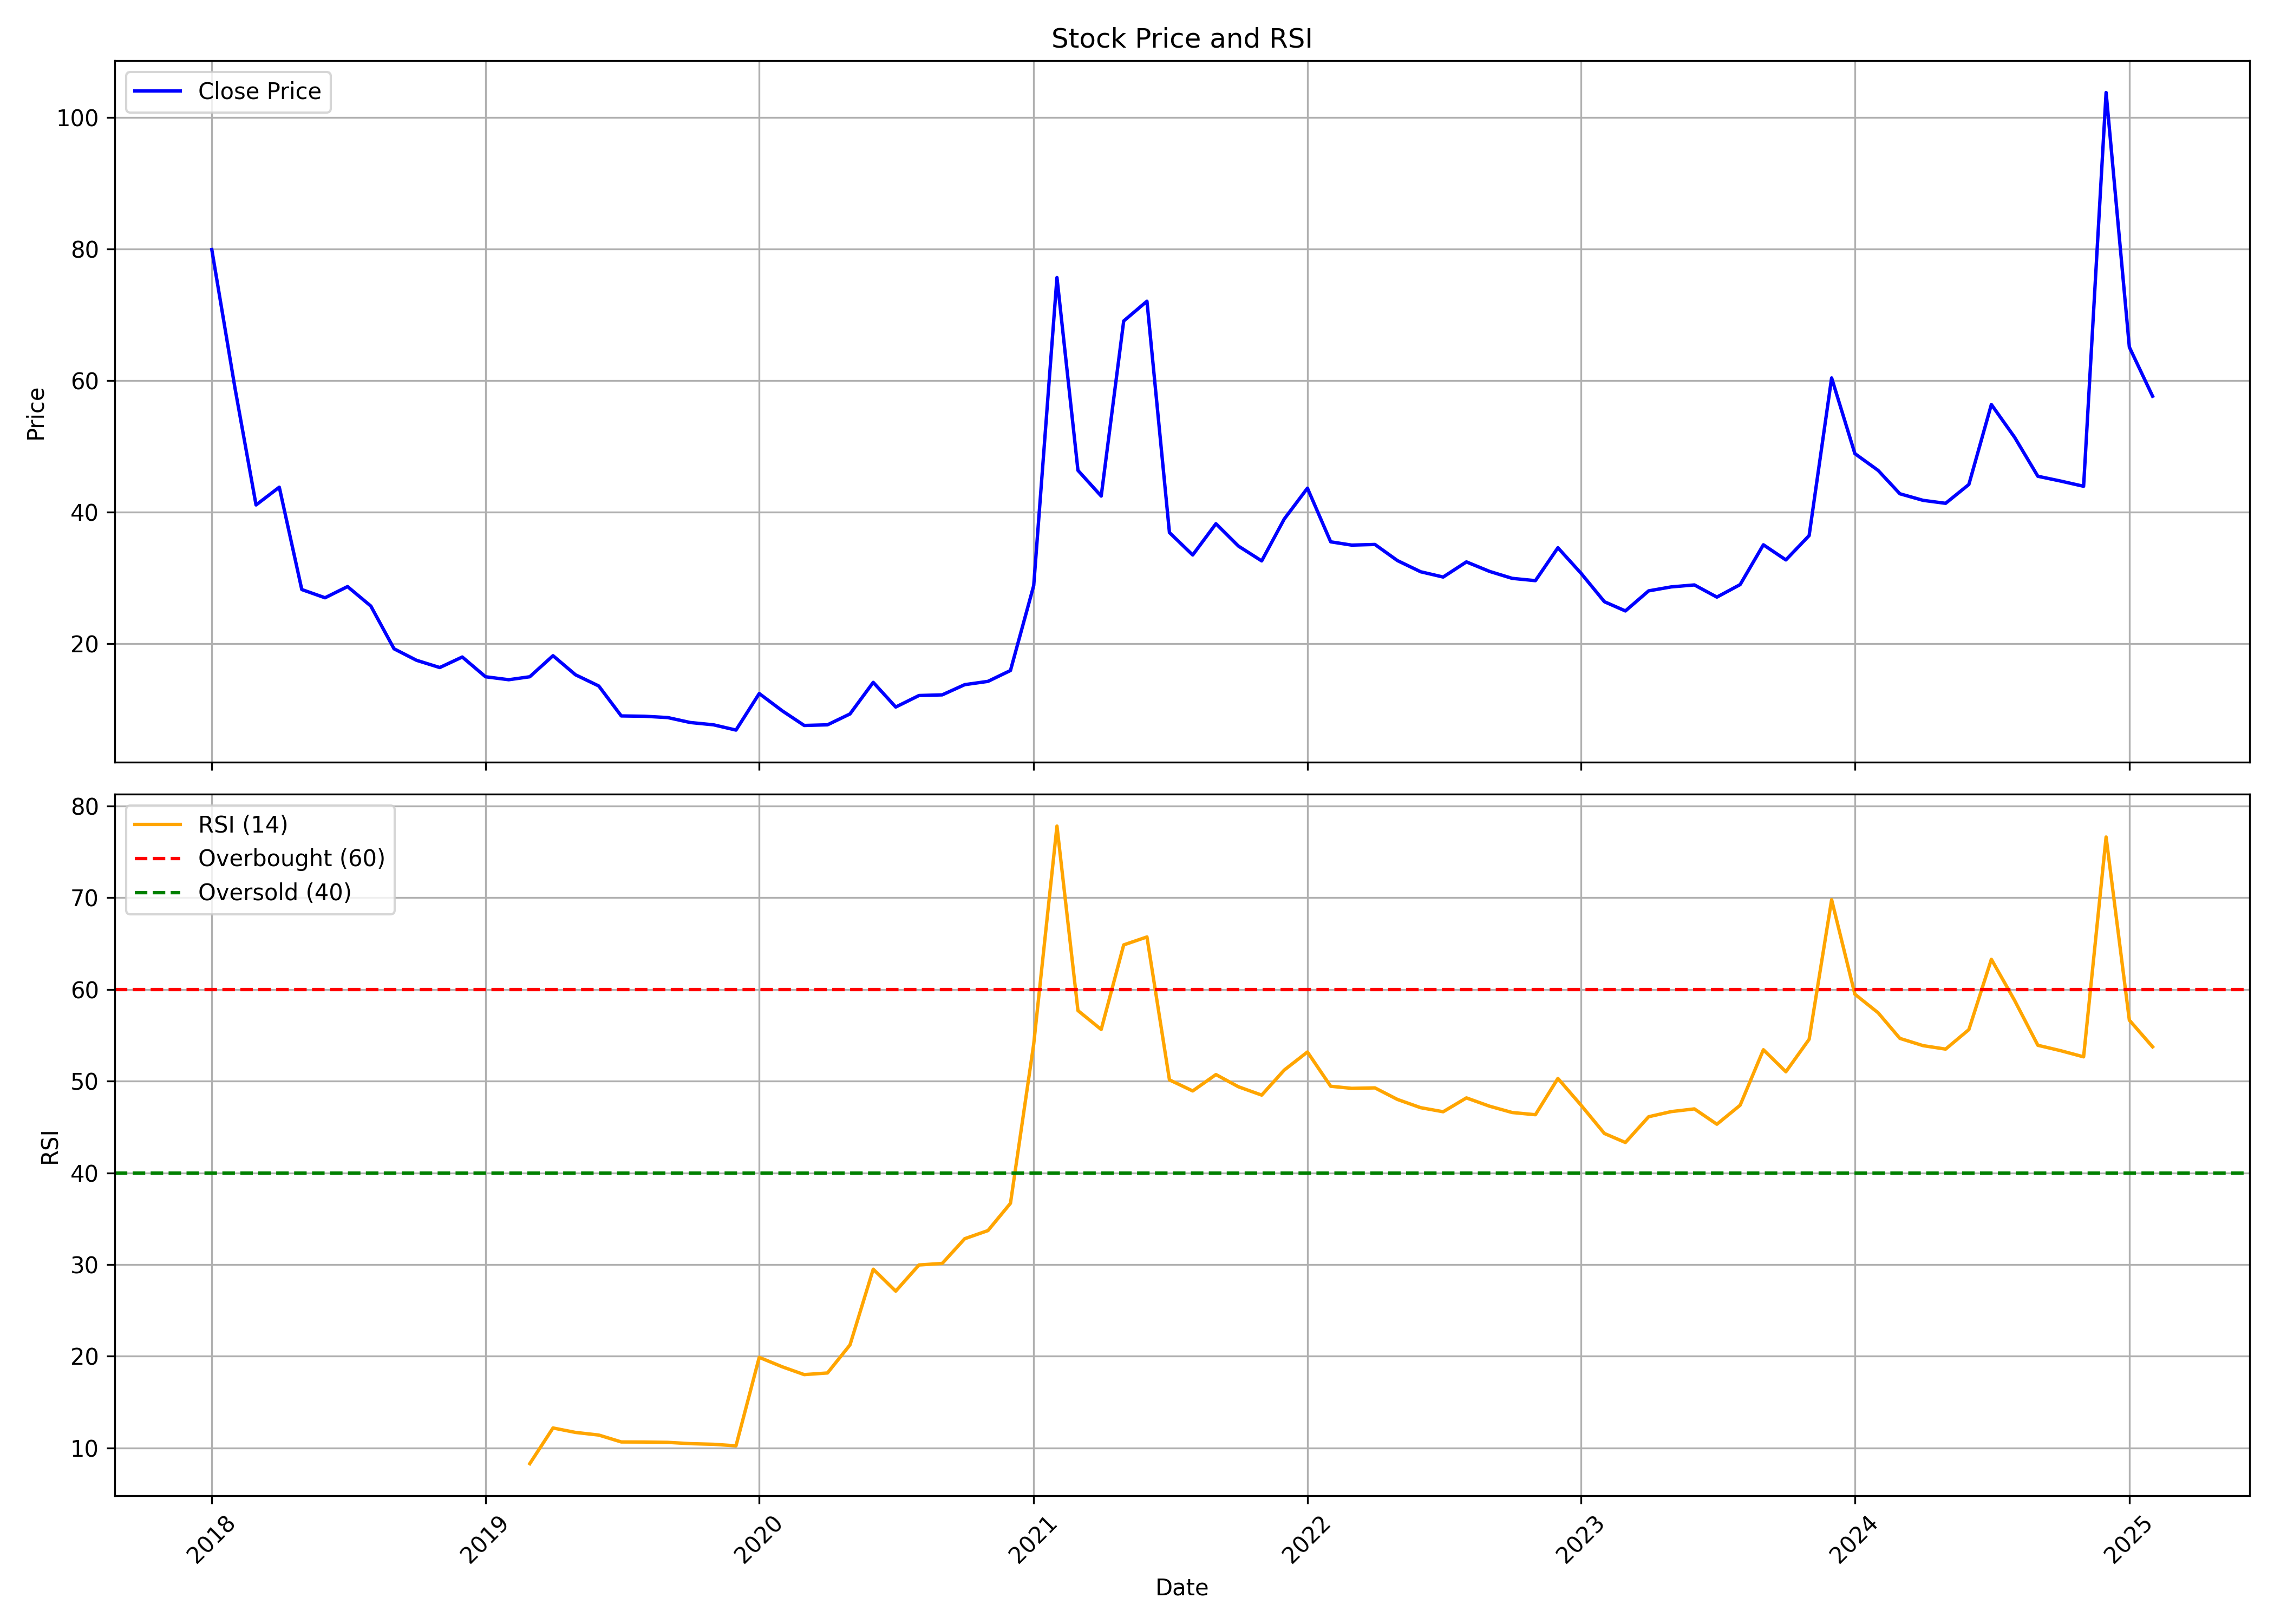 Stock Price and RSI
Close Price
100
80
60
40
20
Price
RSI (14)
Overbought (60)
Oversold (40)
80
70
60
50
40
30
20
10
RSI
2018
2019
2020
2021
2022
2023
2024
2025
Date